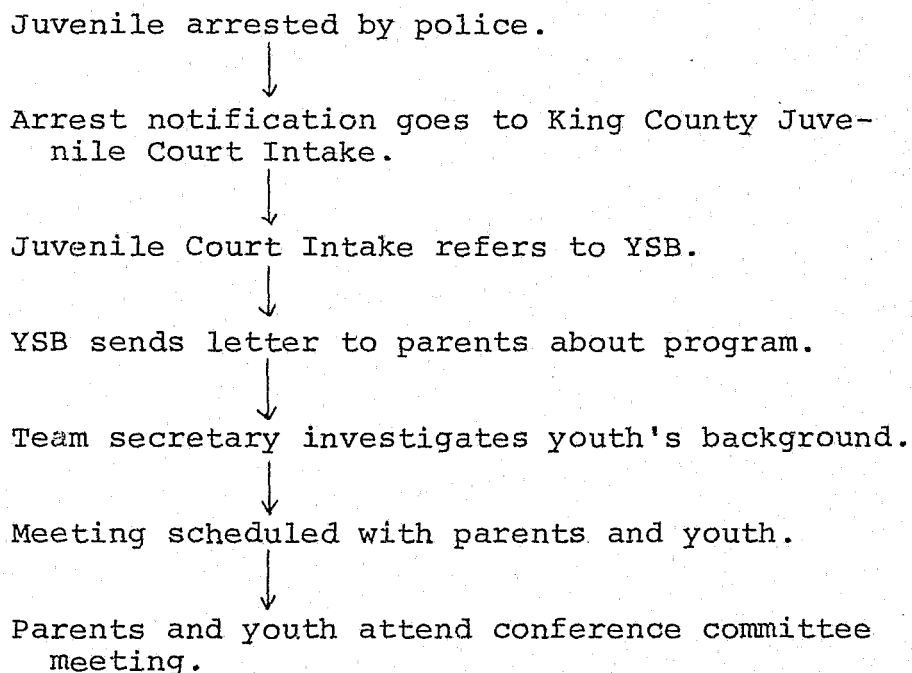 Juvenile arrested by police.
Arrest notification goes to King County Juve-
nile Court Intake.
Juvenile Court Intake refers to YSB.
YSB sends letter to parents about program.
Team secretary investigates youth's background.
Meeting scheduled with parents and youth.
Parents and youth attend conference committee
meeting.